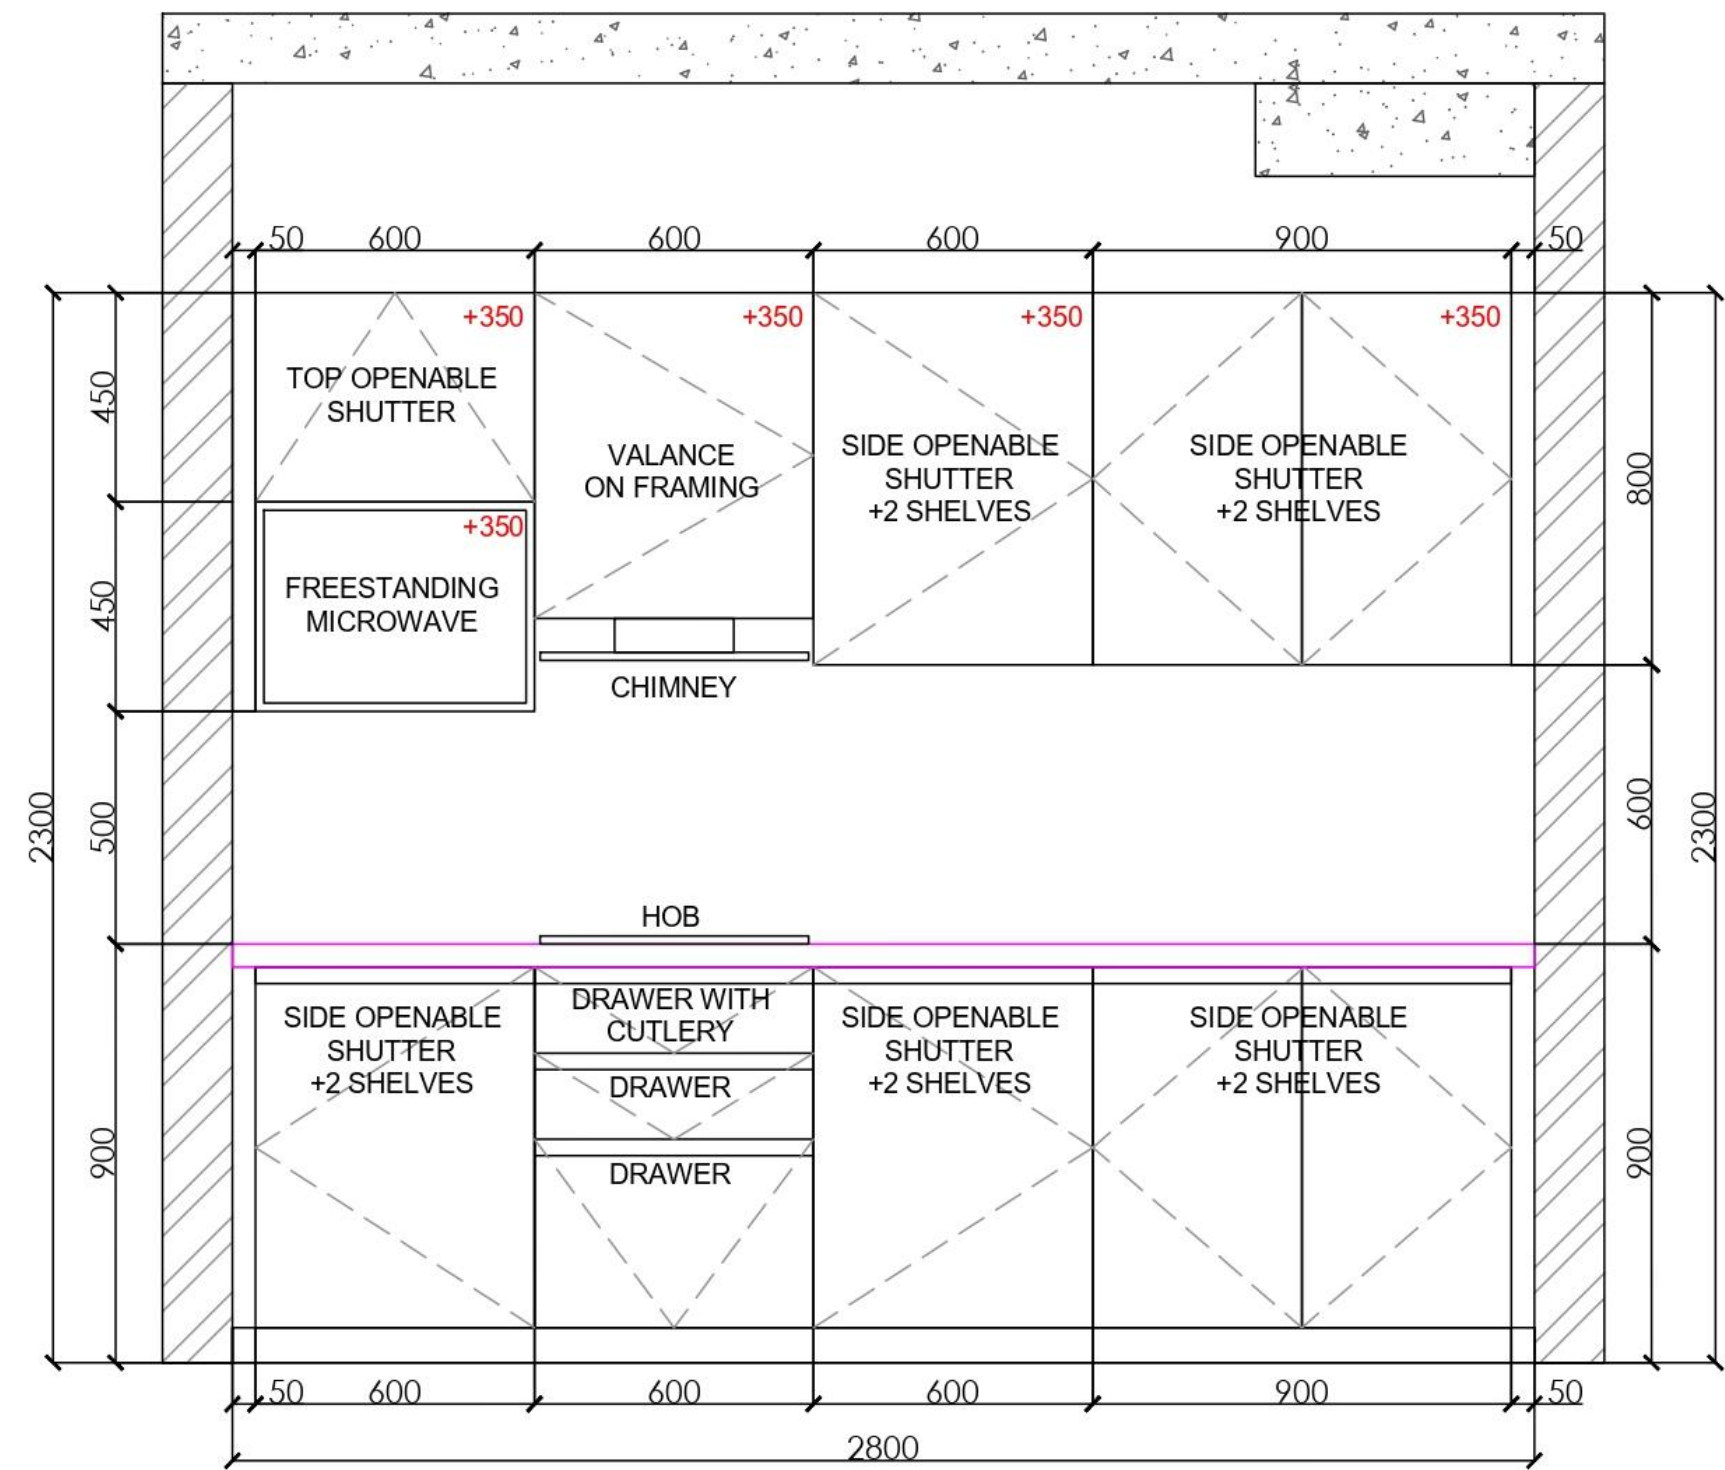 50 600 600 600 900 50
+350 +350 +350 +350
TOP OPENABLE
SHUTTER
450
VALANCE
ON FRAMING
SIDE OPENABLE
SHUTTER
+2 SHELVES
SIDE OPENABLE
SHUTTER
+2 SHELVES
800
+350
FREESTANDING
MICROWAVE
450
CHIMNEY
2300
500
600
2300
HOB
SIDE OPENABLE
SHUTTER
+2 SHELVES
DRAWER WITH
CUTLERY
DRAWER
DRAWER
SIDE OPENABLE
SHUTTER
+2 SHELVES
SIDE OPENABLE
SHUTTER
+2 SHELVES
900
900
50 600 600 600 900 50
2800